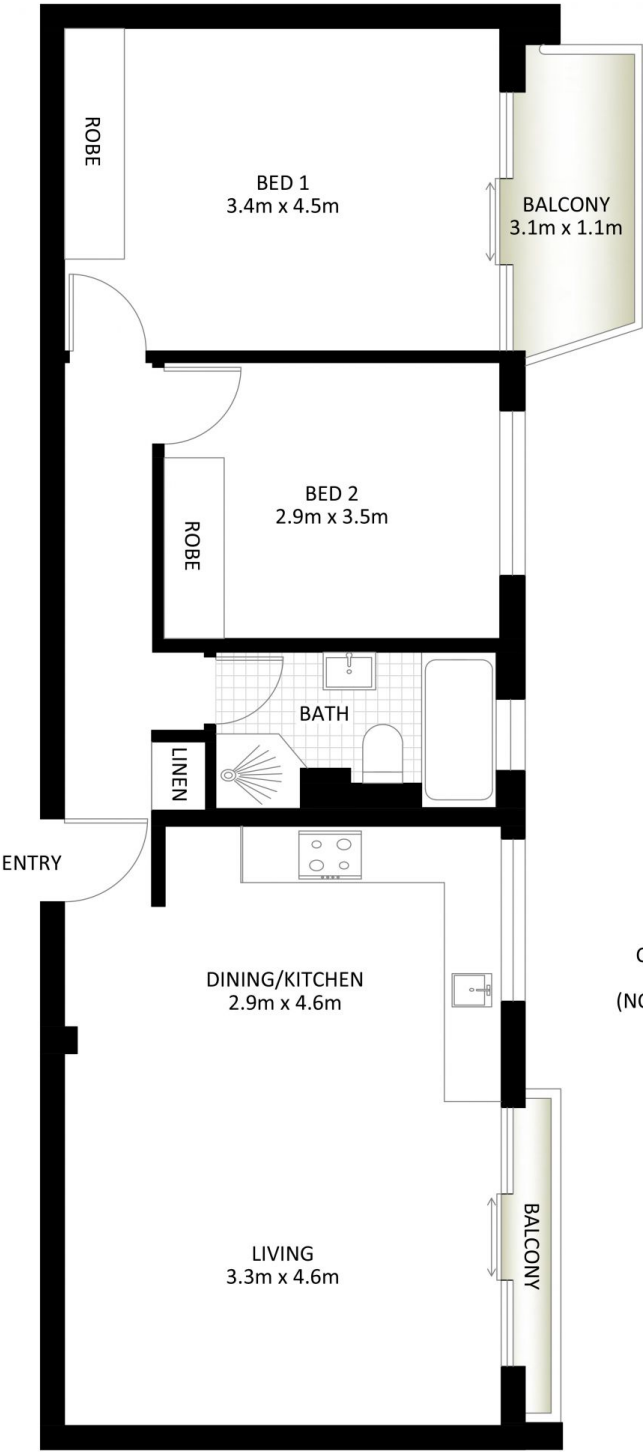 ROBE
BED 1
3.4m x 4.5m
BALCONY
3.1m x 1.1m
BED 2
2.9m x 3.5m
ROBE
BATH
LINEN
ENTRY
DINING/KITCHEN
2.9m x 4.6m
LIVING
3.3m x 4.6m
BALCONY